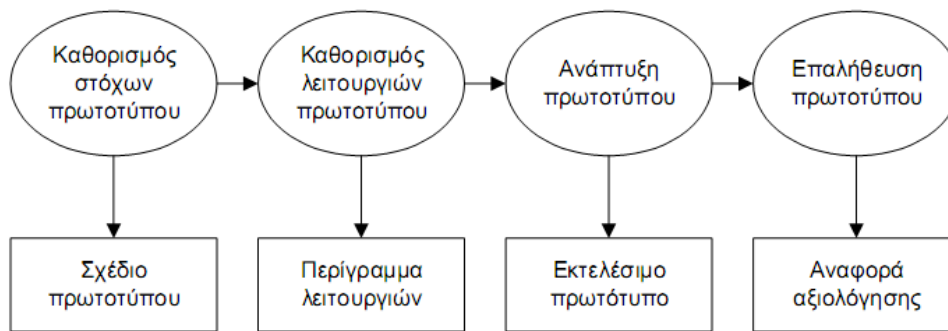 Καθορισμός
στόχων
πρωτοτύπου
Καθορισμός
λειτουργιών
πρωτοτύπου
Ανάπτυξη
πρωτοτύπου
Επαλήθευση
πρωτοτύπου
Σχέδιο
πρωτοτύπου
Περίγραμμα
λειτουργιών
Εκτελέσιμο
πρωτότυπο
Αναφορά
αξιολόγησης